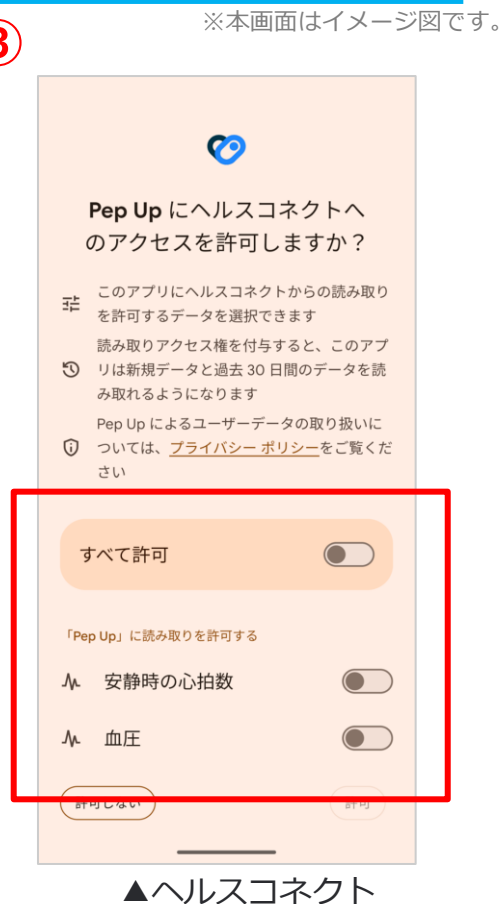 ※本画面はイメージ図です。
③
Pep Up にヘルスコネクトへ
のアクセスを許可しますか？
このアプリにヘルスコネクトからの読み取り
を許可するデータを選択できます
読み取りアクセス権を付与すると、このアプ
リは新規データと過去 30 日間のデータを読
み取れるようになります
Pep Up によるユーザーデータの取り扱いに
ついては、プライバシー ポリシーをご覧くだ
さい
すべて許可
「Pep Up」に読み取りを許可する
安静時の心拍数
血圧
許可しない 許可
▲ヘルスコネクト